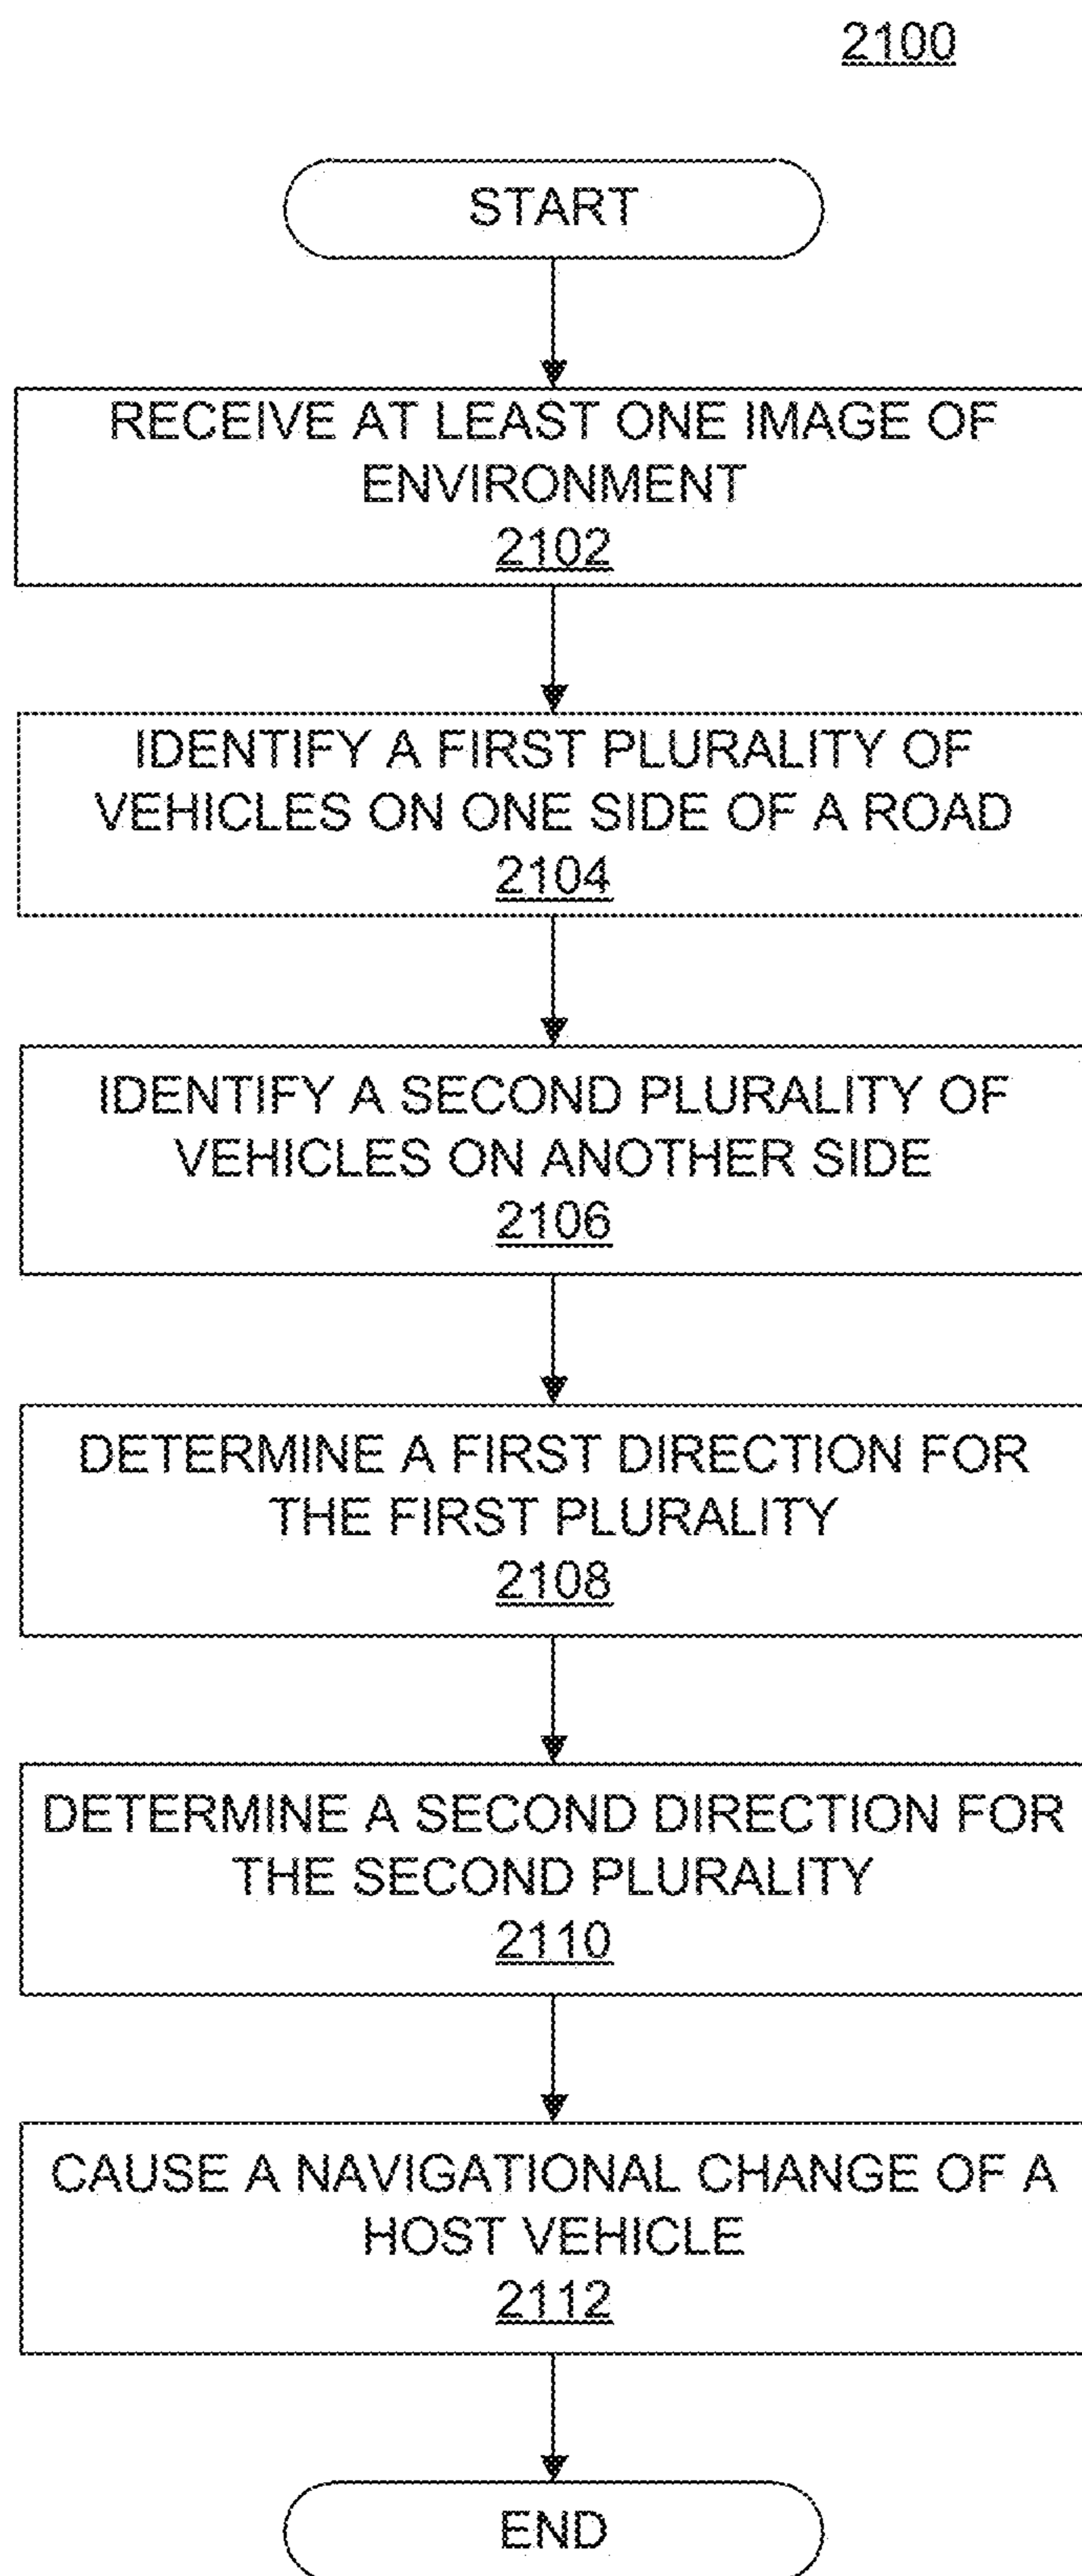 2100
START
RECEIVE AT LEAST ONE IMAGE OF
ENVIRONMENT
2102
IDENTIFY A FIRST PLURALITY OF
VEHICLES ON ONE SIDE OF A ROAD
2104
IDENTIFY A SECOND PLURALITY OF
VEHICLES ON ANOTHER SIDE
2106
DETERMINE A FIRST DIRECTION FOR
THE FIRST PLURALITY
2108
DETERMINE A SECOND DIRECTION FOR
THE SECOND PLURALITY
2110
CAUSE A NAVIGATIONAL CHANGE OF A
HOST VEHICLE
2112
END